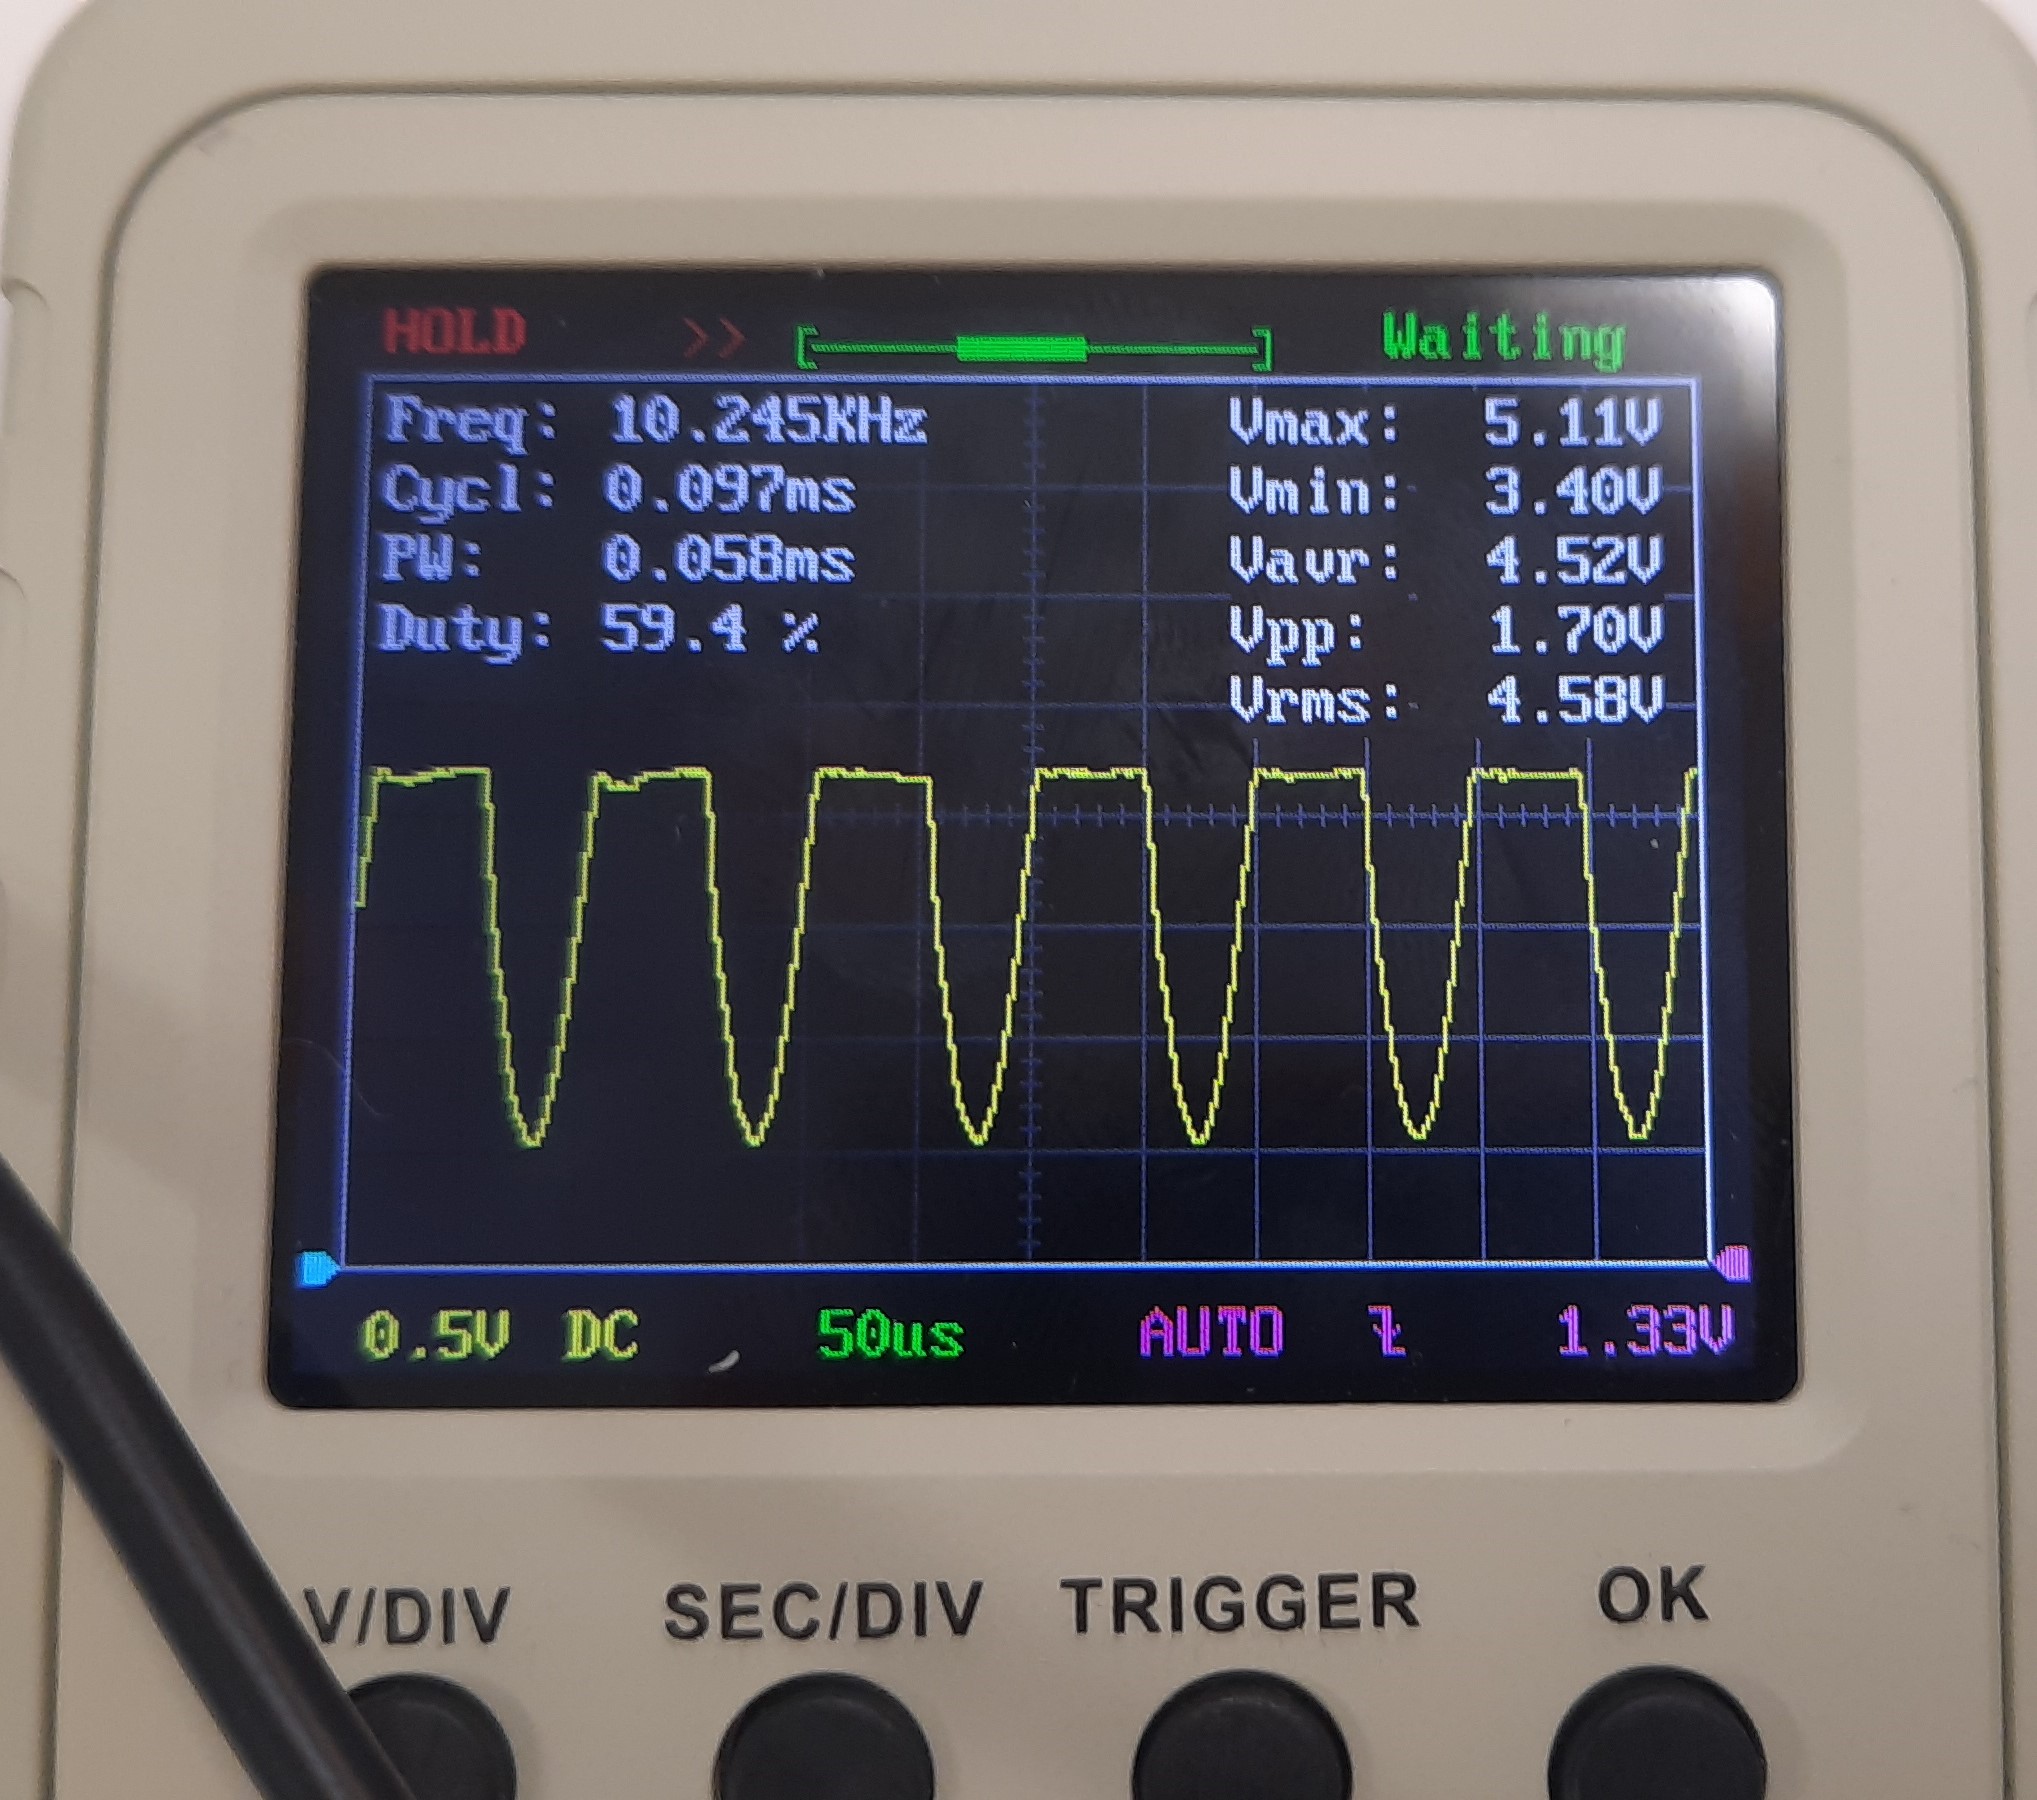 HOLD >> Waiting
Freq: 10.245KHz Vmax: 5.11V
Cycl: 0.097ms Vmin: 3.40V
PW: 0.058ms Vavr: 4.52V
Duty: 59.4 % Vpp: 1.70V
Vrms: 4.58V
0.5V DC 50us AUTO 1.33V
V/DIV SEC/DIV TRIGGER OK